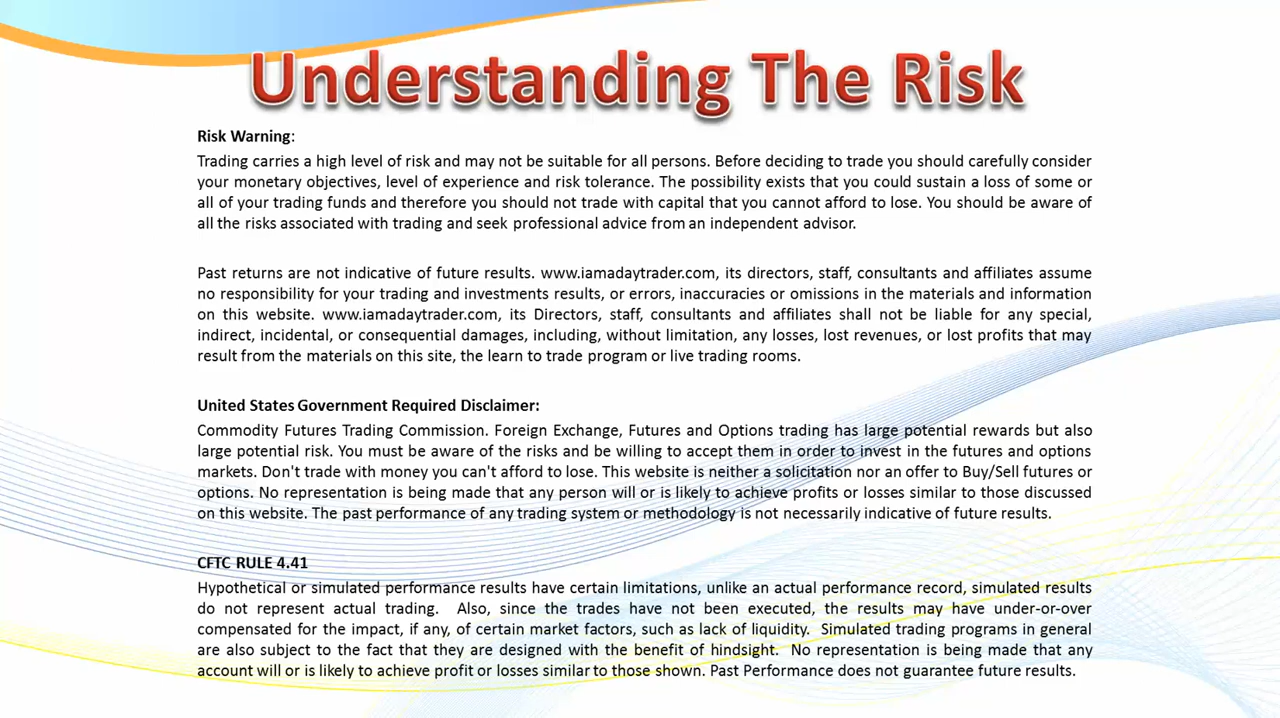 Understanding The Risk
Risk Warning:
Trading carries a high level of risk and may not be suitable for all persons. Before deciding to trade you should carefully consider
your monetary objectives, level of experience and risk tolerance. The possibility exists that you could sustain a loss of some or
all of your trading funds and therefore you should not trade with capital that you cannot afford to lose. You should be aware of
all the risks associated with trading and seek professional advice from an independent advisor.
Past returns are not indicative of future results. www.iamadaytrader.com, its directors, staff, consultants and affiliates assume
no responsibility for your trading and investments results, or errors, inaccuracies or omissions in the materials and information
on this website. www.iamadaytrader.com, its Directors, staff, consultants and affiliates shall not be liable for any special,
indirect, incidental, or consequential damages, including, without limitation, any losses, lost revenues, or lost profits that may
result from the materials on this site, the learn to trade program or live trading rooms.
United States Government Required Disclaimer:
Commodity Futures Trading Commission. Foreign Exchange, Futures and Options trading has large potential rewards but also
large potential risk. You must be aware of the risks and be willing to accept them in order to invest in the futures and options
markets. Don't trade with money you can't afford to lose. This website is neither a solicitation nor an offer to Buy/Sell futures or
options. No representation is being made that any person will or is likely to achieve profits or losses similar to those discussed
on this website. The past performance of any trading system or methodology is not necessarily indicative of future results.
CFTC RULE 4.41
Hypothetical or simulated performance results have certain limitations, unlike an actual performance record, simulated results
do not represent actual trading. Also, since the trades have not been executed, the results may have under-or-over
compensated for the impact, if any, of certain market factors, such as lack of liquidity. Simulated trading programs in general
are also subject to the fact that they are designed with the benefit of hindsight. No representation is being made that any
account will or is likely to achieve profit or losses similar to those shown. Past Performance does not guarantee future results.